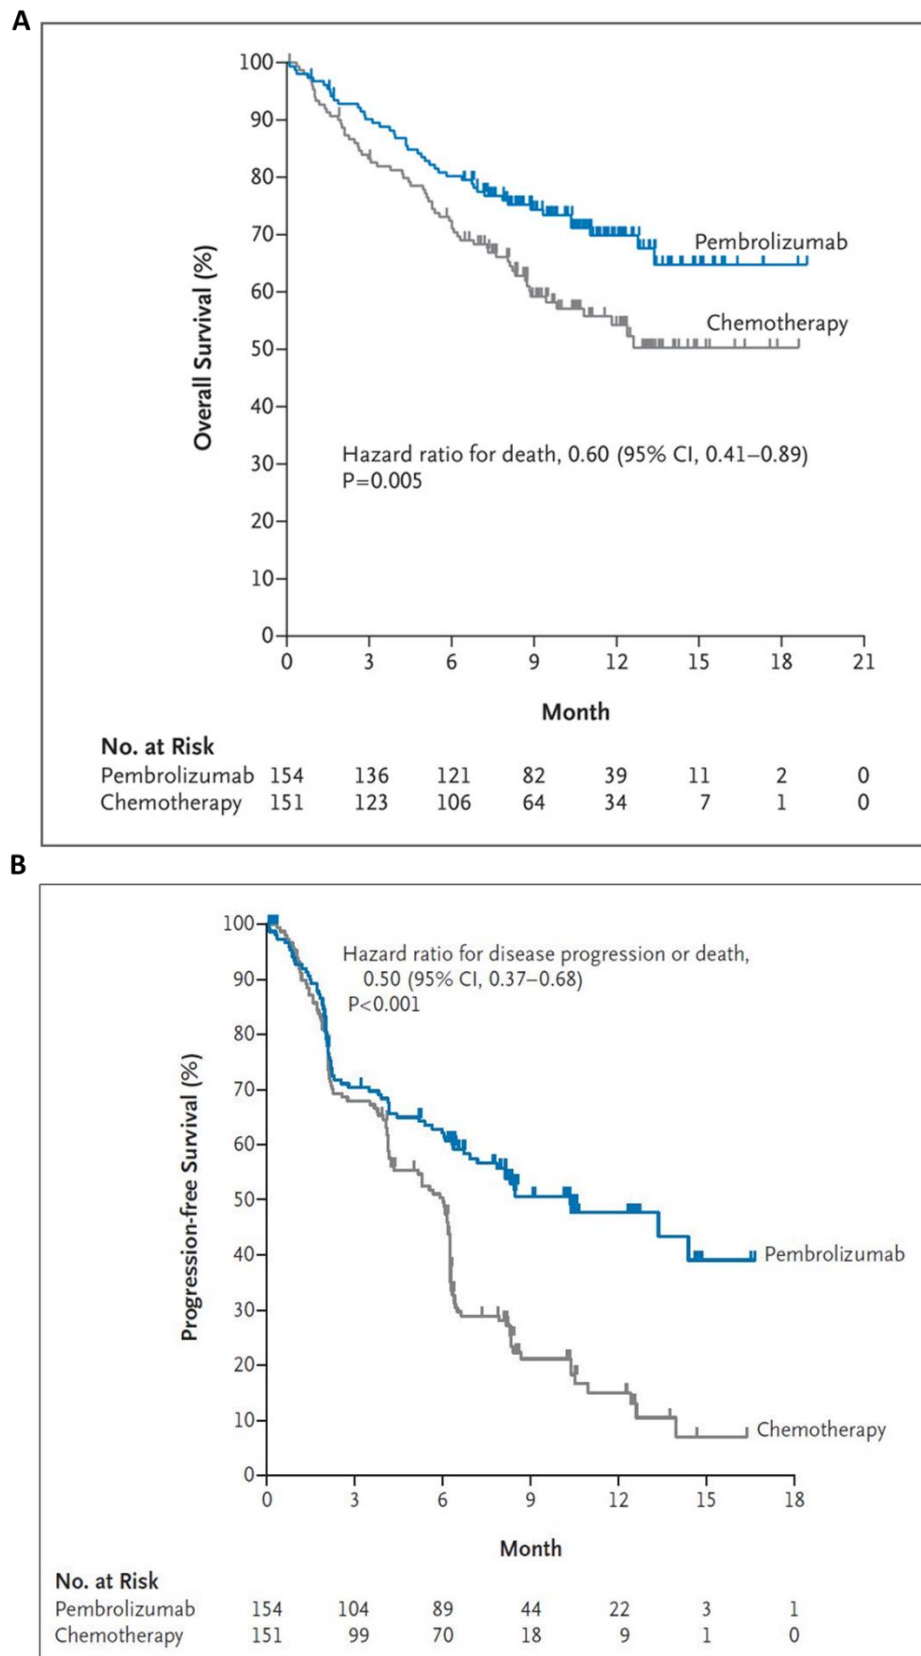 A
100
90
80
70
60
50
40
30
20
10
0
Overall Survival (%)
Pembrolizumab
Chemotherapy
Hazard ratio for death, 0.60 (95% CI, 0.41–0.89)
P=0.005
0 3 6 9 12 15 18 21
Month
No. at Risk
Pembrolizumab 154 136 121 82 39 11 2 0
Chemotherapy 151 123 106 64 34 7 1 0
B
100
90
80
70
60
50
40
30
20
10
0
Progression-free Survival (%)
Hazard ratio for disease progression or death,
0.50 (95% CI, 0.37–0.68)
P<0.001
Pembrolizumab
Chemotherapy
0 3 6 9 12 15 18
Month
No. at Risk
Pembrolizumab 154 104 89 44 22 3 1
Chemotherapy 151 99 70 18 9 1 0